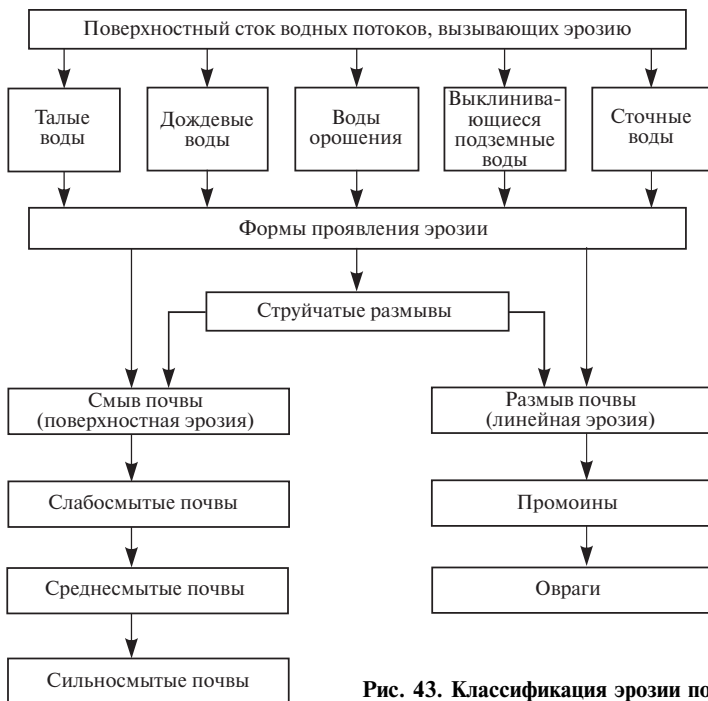 Поверхностный сток водных потоков, вызывающих эрозию
Талые
воды
Дождевые
воды
Воды
орошения
Выклинива-
ющиеся
подземные
воды
Сточные
воды
Формы проявления эрозии
Струйчатые размывы
Смыв почвы
(поверхностная эрозия)
Размыв почвы
(линейная эрозия)
Слабосмытые почвы
Промоины
Среднесмытые почвы
Овраги
Сильносмытые почвы
Рис. 43. Классификация эрозии